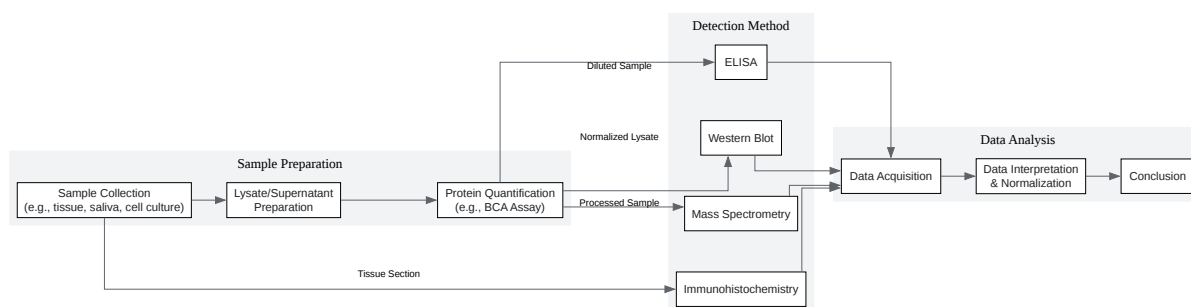 Detection Method
Diluted Sample
ELISA
Normalized Lysate
Western Blot
Sample Preparation
Data Analysis
Sample Collection
(e.g., tissue, saliva, cell culture)
Lysate/Supernatant
Preparation
Protein Quantification
(e.g., BCA Assay)
Processed Sample
Mass Spectrometry
Data Acquisition
Data Interpretation
& Normalization
Conclusion
Tissue Section
Immunohistochemistry